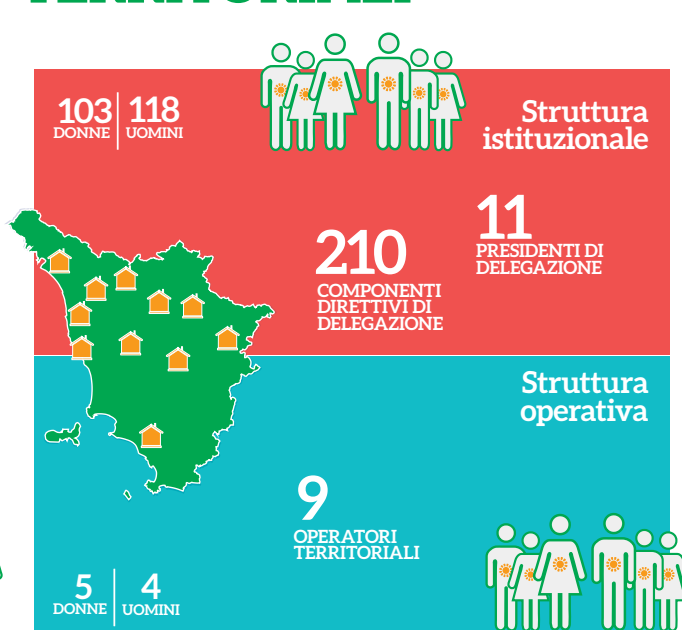 TERRITORIALI
103 118
DONNE UOMINI
Struttura
istituzionale
210
COMPONENTI
DIRETTIVI DI
DELEGAZIONE
11
PRESIDENTI DI
DELEGAZIONE
Struttura
operativa
9
OPERATORI
TERRITORIALI
5 4
DONNE UOMINI